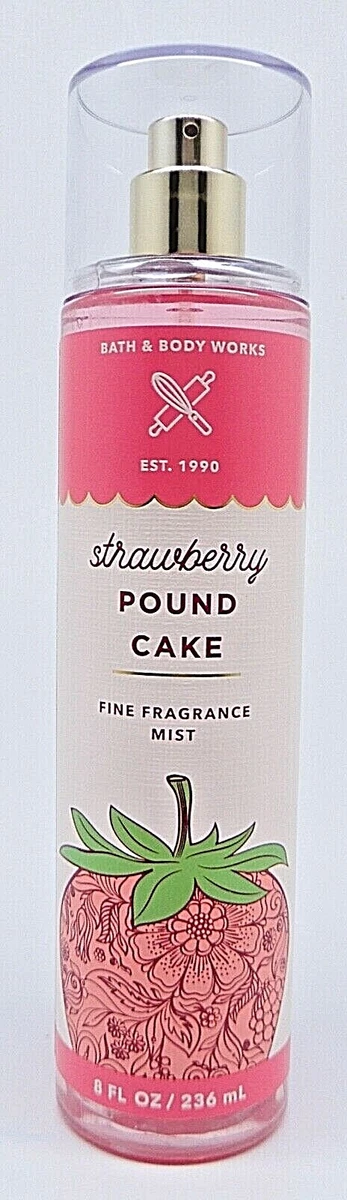 BATH & BODY WORKS
EST. 1990
strawberry
POUND
CAKE
FINE FRAGRANCE
MIST
8 FL OZ / 236 mL